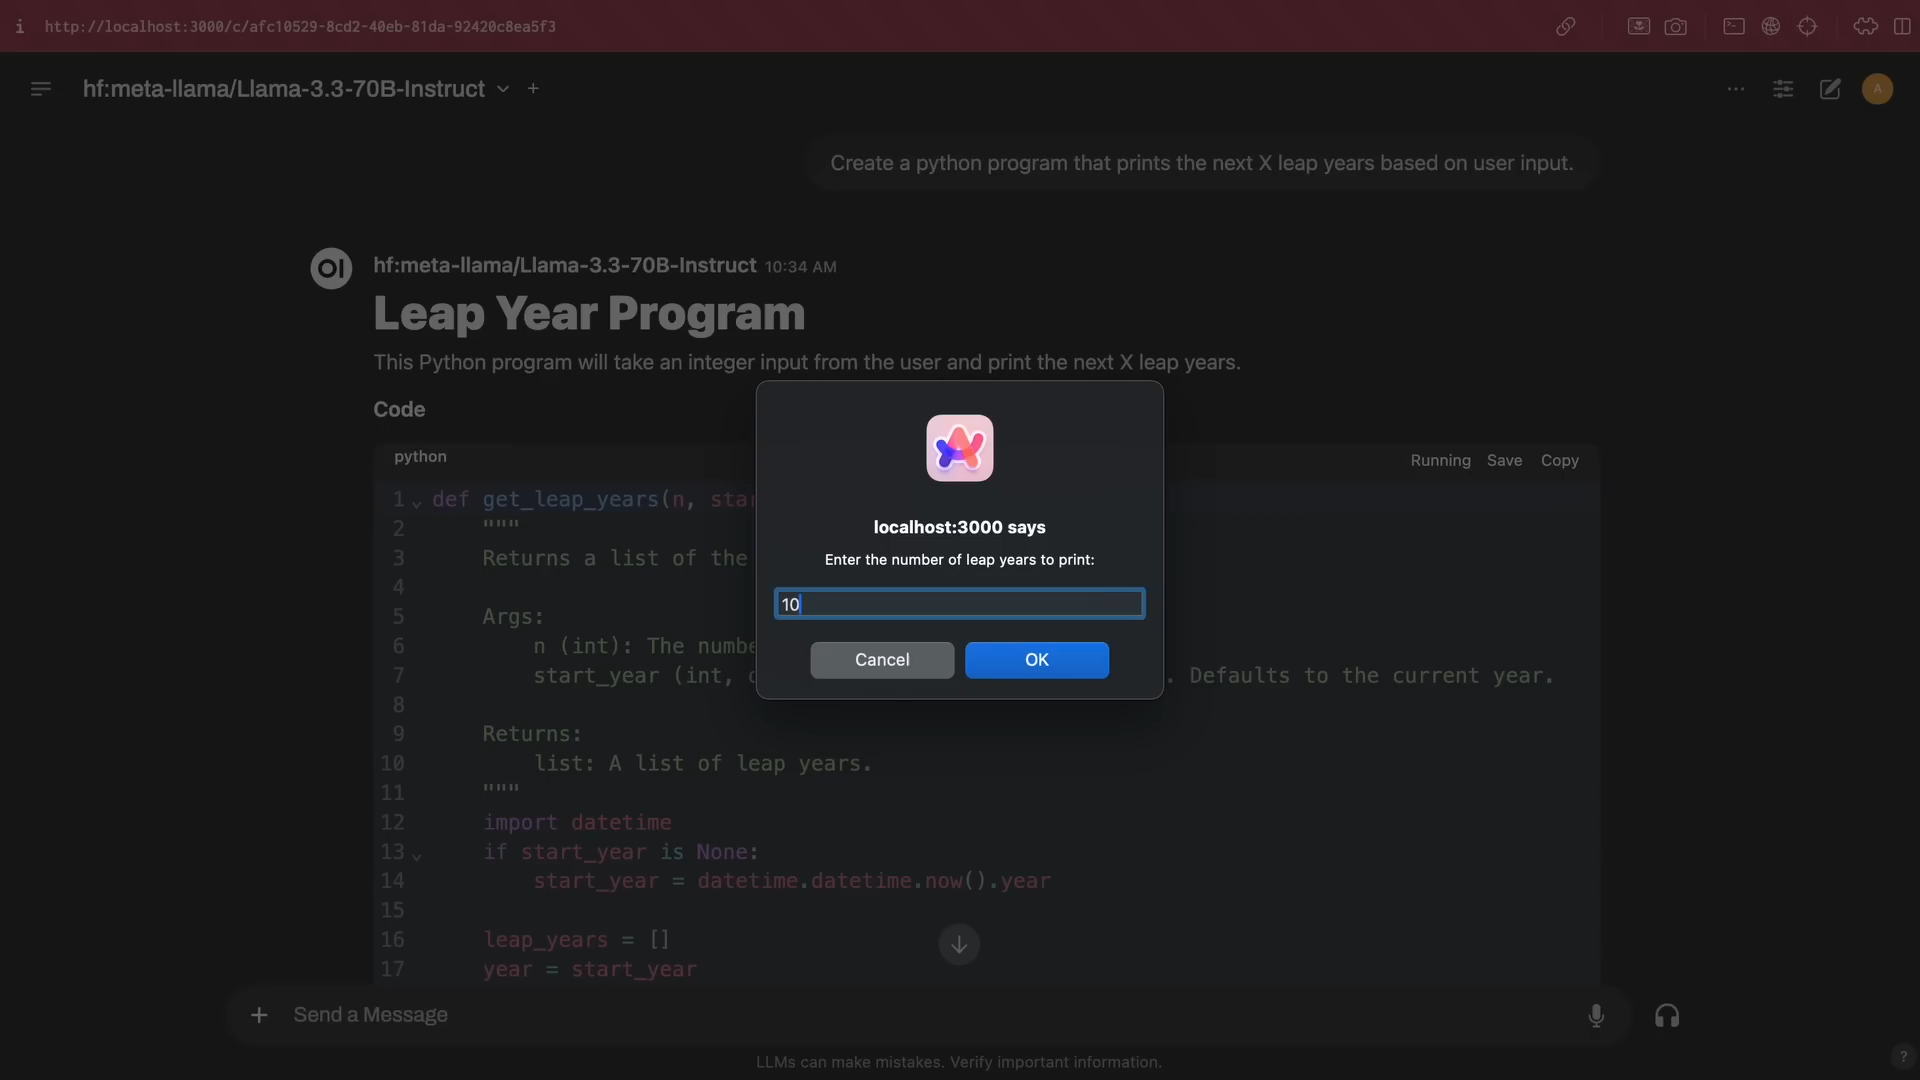 i http://localhost:3000/c/afc10529-8cd2-40eb-81da-92420c8ea5f3
hf:meta-llama/Llama-3.3-70B-Instruct
A
Create a python program that prints the next X leap years based on user input.
OI hf:meta-llama/Llama-3.3-70B-Instruct 10:34 AM
Leap Year Program
This Python program will take an integer input from the user and print the next X leap years.
Code
python
Running Save Copy
1 def get_leap_years(n, star
2 """
3 Returns a list of the
4
5 Args:
6 n (int): The numbe
7 start_year (int, o . Defaults to the current year.
8
9 Returns:
10 list: A list of leap years.
11 """
12 import datetime
13 if start_year is None:
14 start_year = datetime.datetime.now().year
15
16 leap_years = []
17 year = start_year
localhost:3000 says
Enter the number of leap years to print:
10
Cancel OK
Send a Message
LLMs can make mistakes. Verify important information.
?